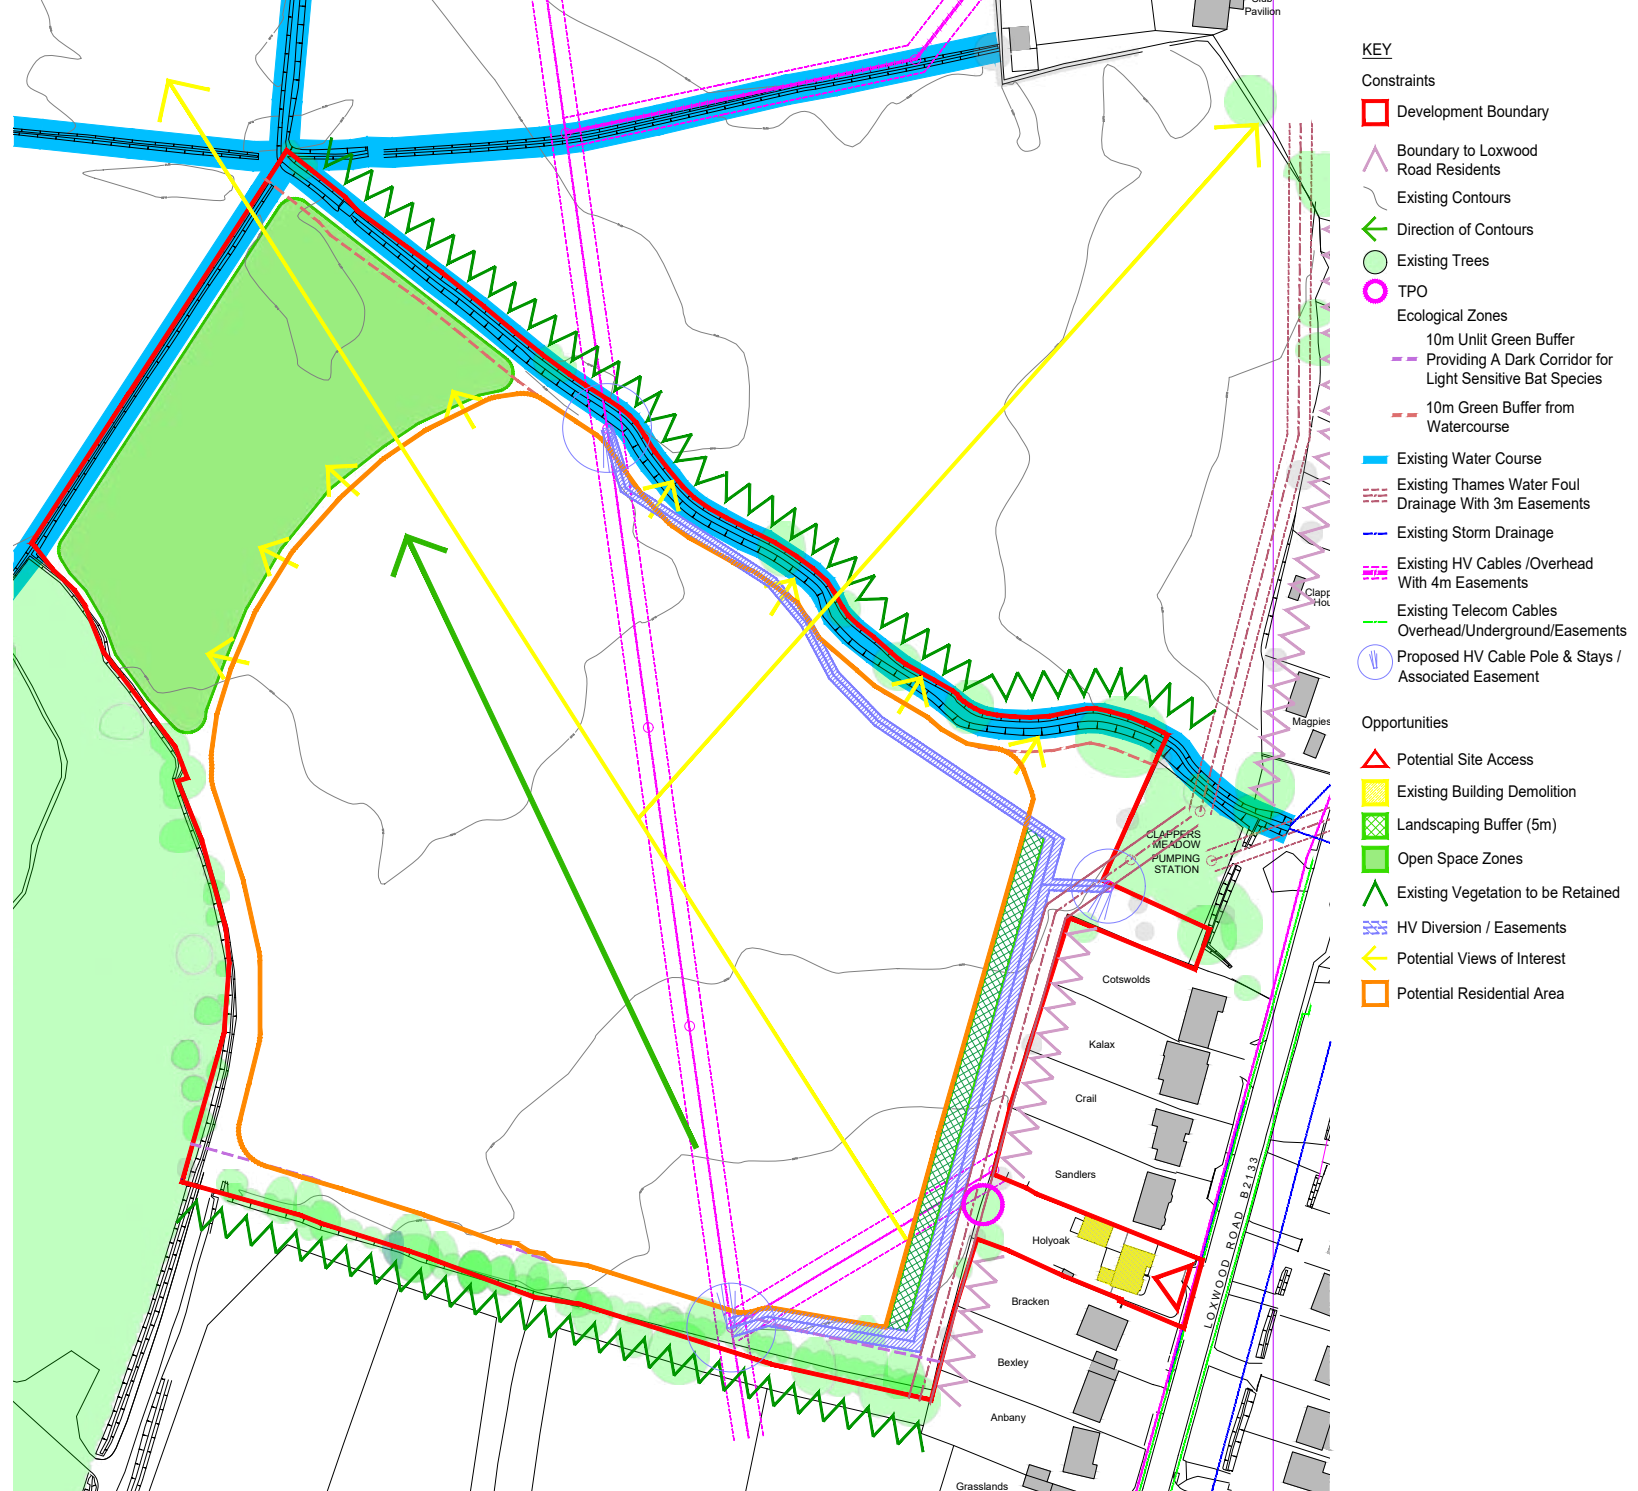 Club
Pavilion
Clapp
Hou
Magpies
CLAPPERS
MEADOW
PUMPING
STATION
Cotswolds
Kalax
Crail
Sandlers
Holyoak
Bracken
Bexley
Anbany
Grasslands
LOXWOOD ROAD B2133
KEY
Constraints
Development Boundary
Boundary to Loxwood
Road Residents
Existing Contours
Direction of Contours
Existing Trees
TPO
Ecological Zones
10m Unlit Green Buffer
Providing A Dark Corridor for
Light Sensitive Bat Species
10m Green Buffer from
Watercourse
Existing Water Course
Existing Thames Water Foul
Drainage With 3m Easements
Existing Storm Drainage
Existing HV Cables /Overhead
With 4m Easements
Existing Telecom Cables
Overhead/Underground/Easements
Proposed HV Cable Pole & Stays /
Associated Easement
Opportunities
Potential Site Access
Existing Building Demolition
Landscaping Buffer (5m)
Open Space Zones
Existing Vegetation to be Retained
HV Diversion / Easements
Potential Views of Interest
Potential Residential Area